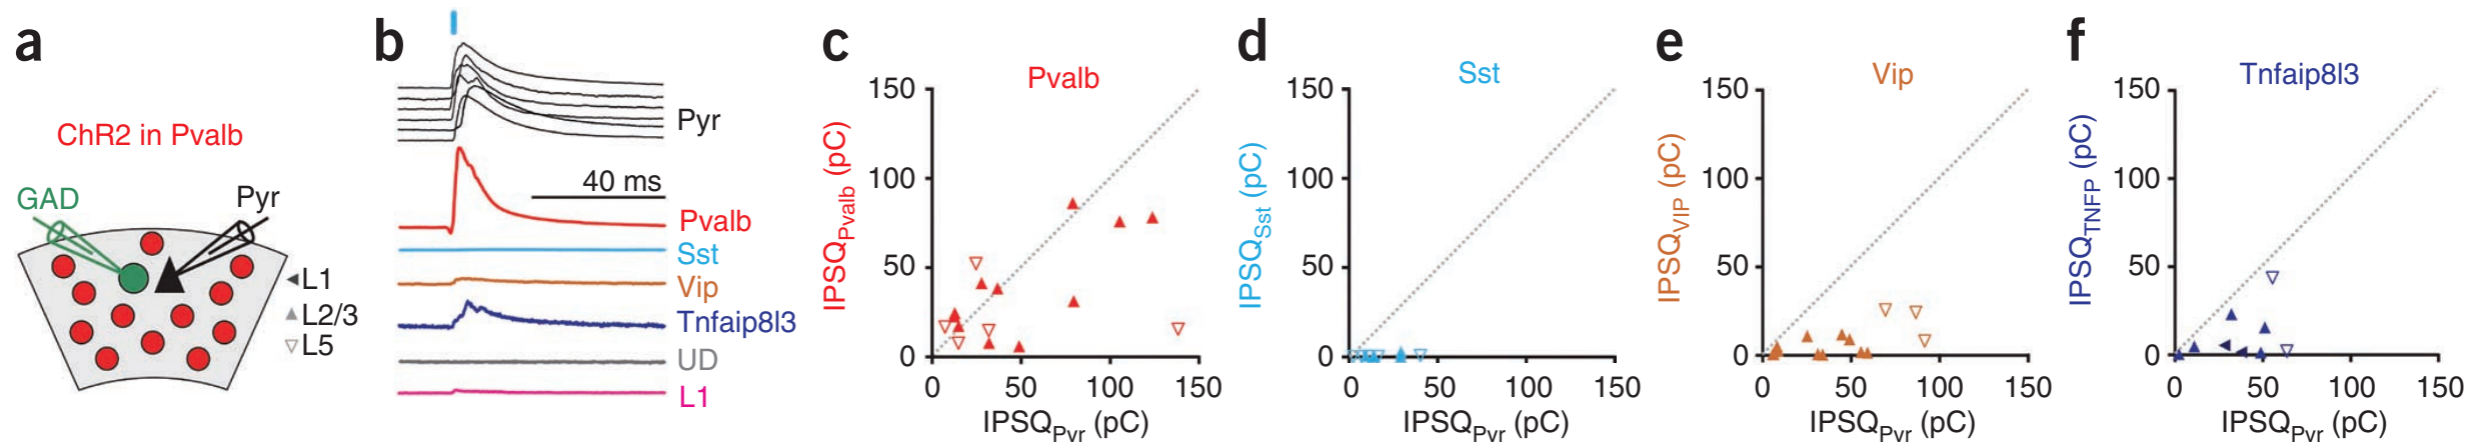 a
ChR2 in Pvalb
GAD
Pyr
L1
L2/3
L5
b
Pyr
40 ms
Pvalb
Sst
Vip
Tnfaip8l3
UD
L1
c
Pvalb
IPSQPvalb (pC)
150
100
50
0
0 50 100 150
IPSQPyr (pC)
d
Sst
IPSQSst (pC)
150
100
50
0
0 50 100 150
IPSQPyr (pC)
e
Vip
IPSQVIP (pC)
150
100
50
0
0 50 100 150
IPSQPyr (pC)
f
Tnfaip8l3
IPSQTNFP (pC)
150
100
50
0
0 50 100 150
IPSQPyr (pC)